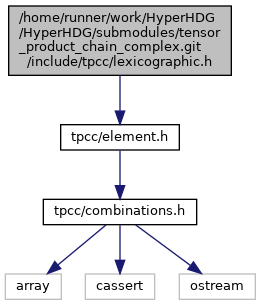 /home/runner/work/HyperHDG
/HyperHDG/submodules/tensor
_product_chain_complex.git
/include/tpcc/lexicographic.h
tpcc/element.h
tpcc/combinations.h
array
cassert
ostream